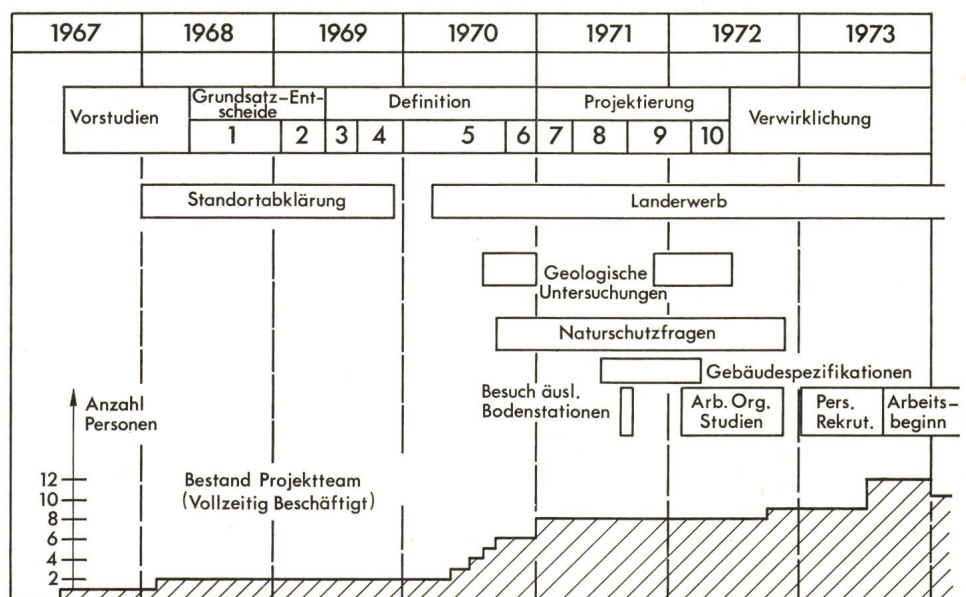 1967 1968 1969 1970 1971 1972 1973
Vorstudien
Grundsatz-Ent-
scheide
Definition
Projektierung
Verwirklichung
1 2 3 4 5 6 7 8 9 10
Standortabklärung
Landerwerb
Geologische
Untersuchungen
Naturschutzfragen
Gebäudespezifikationen
Besuch äusl.
Bodenstationen
Arb. Org.
Studien
Pers.
Rekrut.
Arbeits-
beginn
Anzahl
Personen
Bestand Projektteam
(Vollzeitig Beschäftigt)
12
10
8
6
4
2